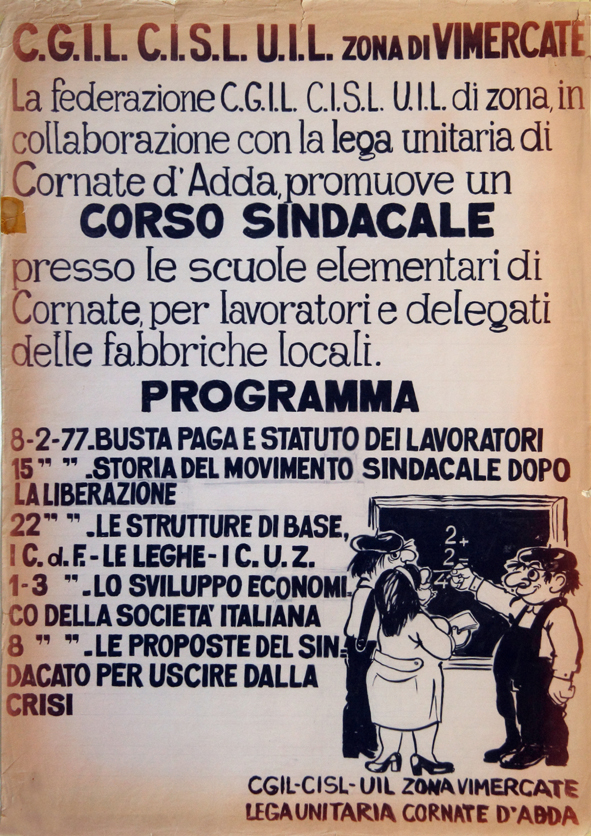 C.G.I.L. C.I.S.L. U.I.L. ZONA DI VIMERCATE
La federazione C.G.I.L. C.I.S.L. U.I.L. di zona, in
collaborazione con la lega unitaria di
Cornate d'Adda, promuove un
CORSO SINDACALE
presso le scuole elementari di
Cornate, per lavoratori e delegati
delle fabbriche locali.
PROGRAMMA
8-2-77.BUSTA PAGA E STATUTO DEI LAVORATORI
15 " " .STORIA DEL MOVIMENTO SINDACALE DOPO
LA LIBERAZIONE
22 " " .LE STRUTTURE DI BASE,
I C.d.F.-LE LEGHE-I C.U.Z.
1-3 " .LO SVILUPPO ECONOMI-
CO DELLA SOCIETA' ITALIANA
8 " " .LE PROPOSTE DEL SIN-
DACATO PER USCIRE DALLA
CRISI
2+
2=
4
CGIL-CISL-UIL ZONA VIMERCATE
LEGA UNITARIA CORNATE D'ADDA